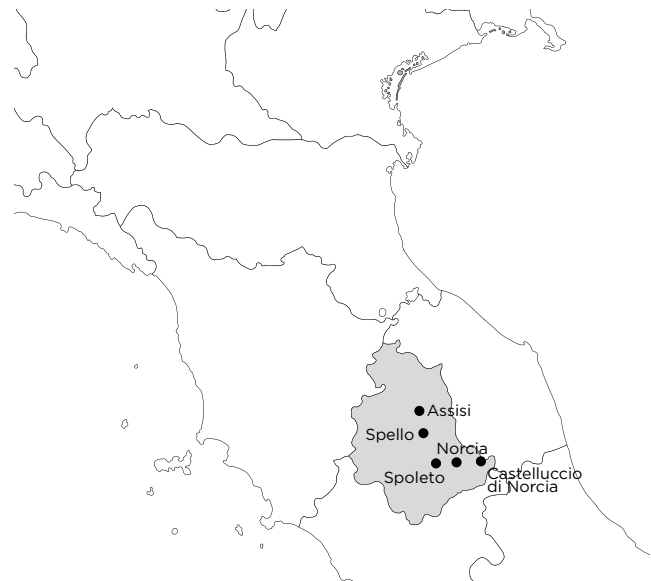 Assisi
Spello
Norcia
Spoleto
Castelluccio
di Norcia